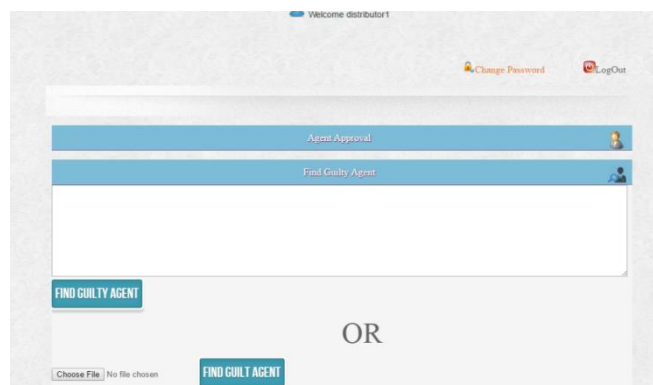 Welcome distributor1
Change Password LogOut
Agent Approval
Find Guilty Agent
FIND GUILTY AGENT
OR
Choose File No file chosen FIND GUILT AGENT